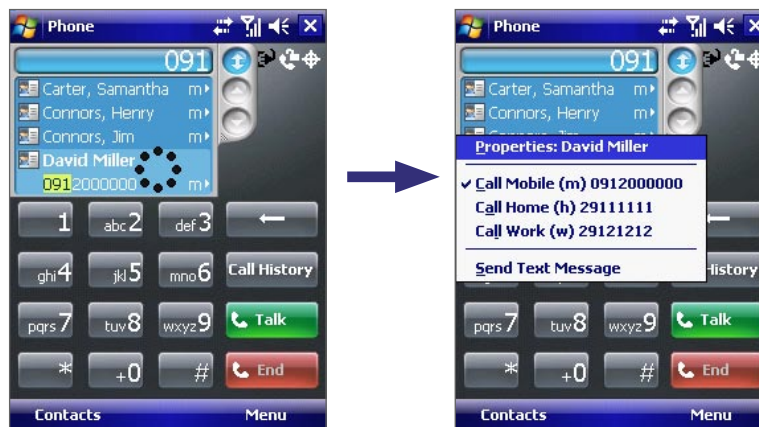 Phone
091
Carter, Samantha m
Connors, Henry m
Connors, Jim m
David Miller
0912000000 m
1 abc 2 def 3
ghi 4 jkl 5 mno 6 Call History
pqrs 7 tuv 8 wxyz 9 Talk
* +0 # End
Contacts Menu
Phone
091
Carter, Samantha m
Connors, Henry m
Connors, Jim m
Properties: David Miller
Call Mobile (m) 0912000000
Call Home (h) 29111111
Call Work (w) 29121212
Send Text Message
History
pqrs 7 tuv 8 wxyz 9 Talk
* +0 # End
Contacts Menu